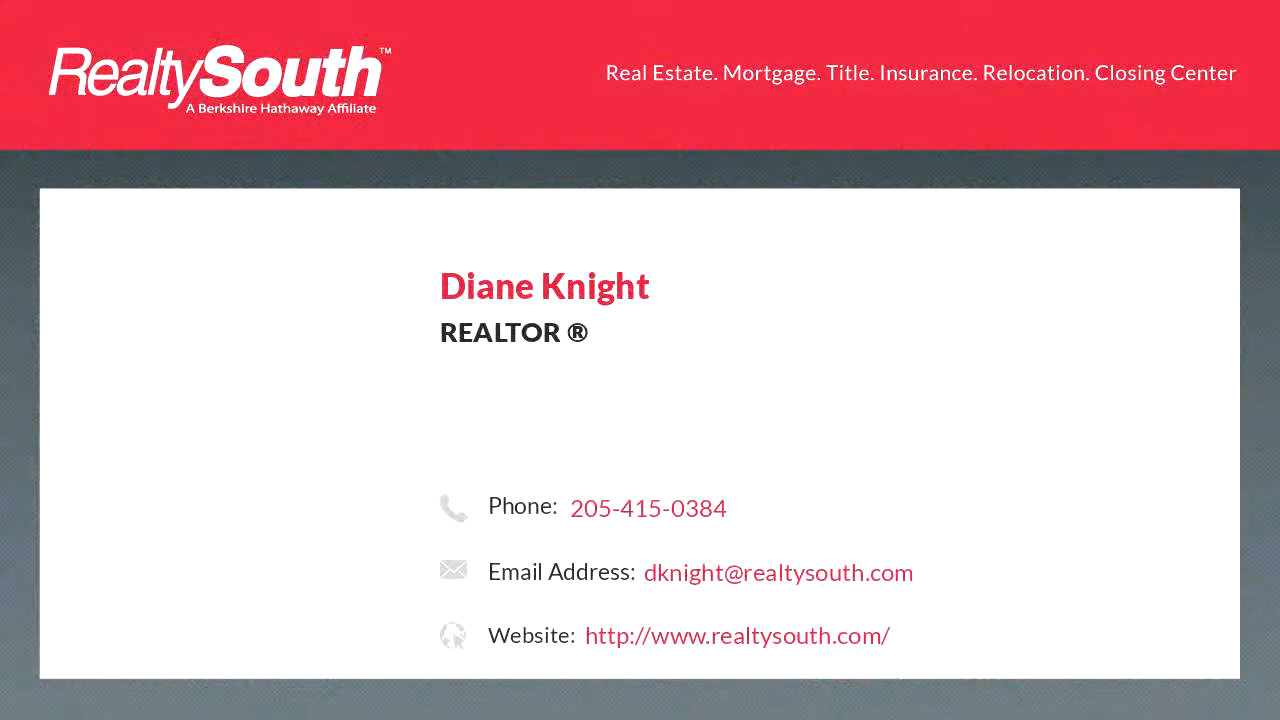 RealtySouth™
A Berkshire Hathaway Affiliate
Real Estate. Mortgage. Title. Insurance. Relocation. Closing Center
Diane Knight
REALTOR ®
Phone: 205-415-0384
Email Address: dknight@realtysouth.com
Website: http://www.realtysouth.com/